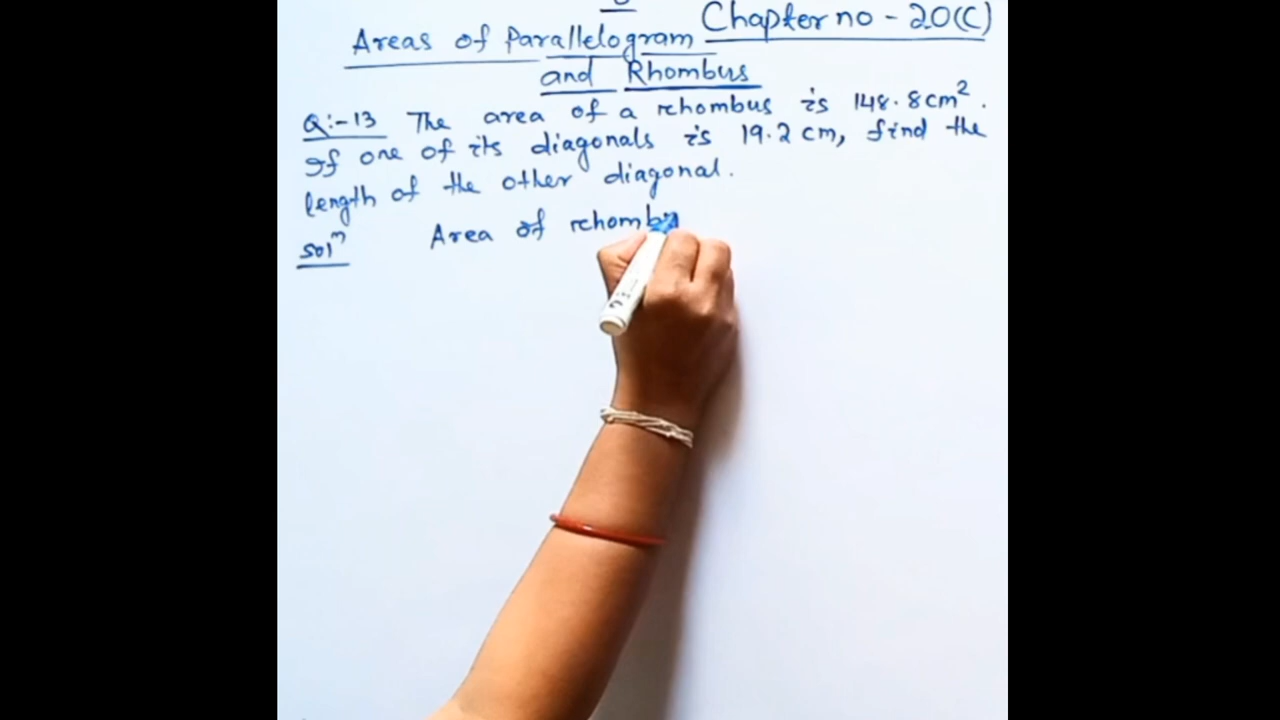 Chapter no - 20(C)
Areas of Parallelogram
and Rhombus
Q:-13 The area of a rhombus is 148.8cm².
If one of its diagonals is 19.2 cm, find the
length of the other diagonal.
Solⁿ Area of rhombu